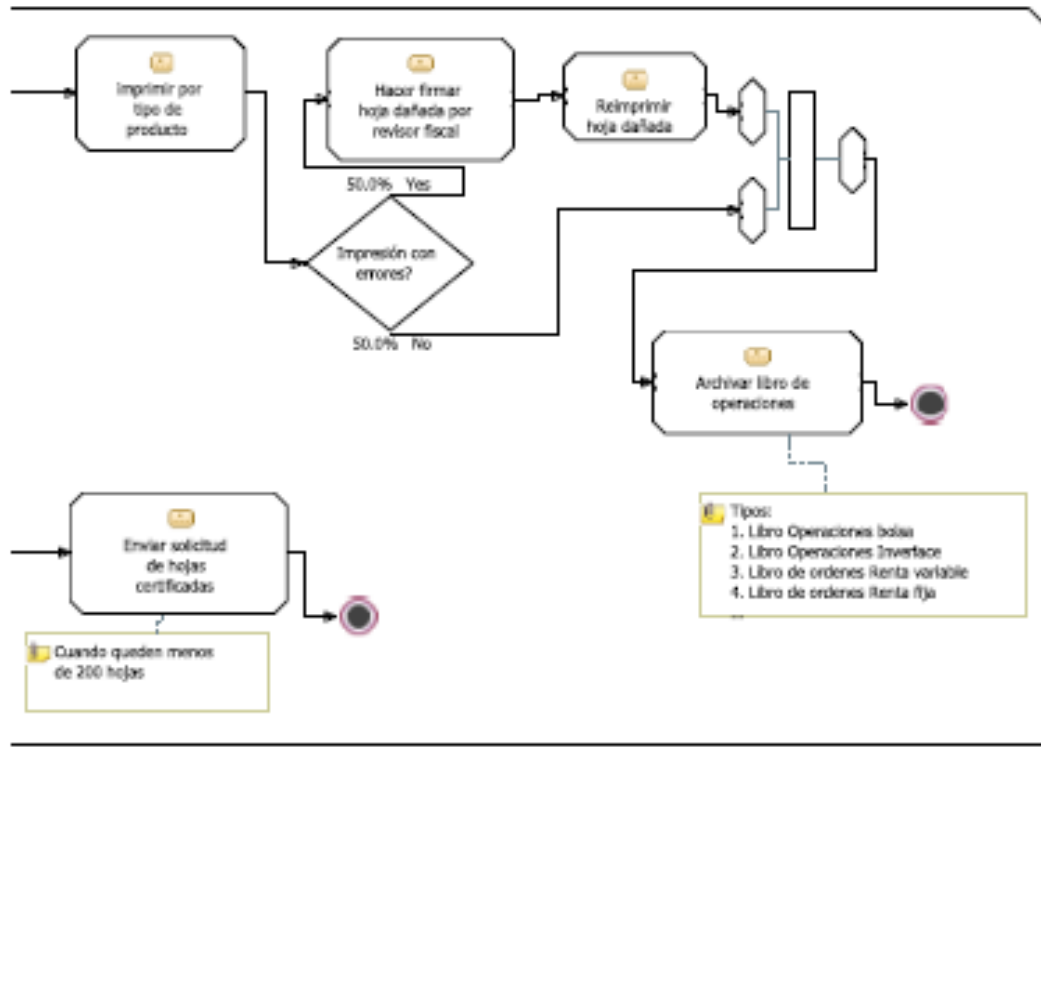 Imprimir por
tipo de
producto
Hacer firmar
hoja dañada por
revisor fiscal
Reimprimir
hoja dañada
50.0% Yes
Impresión con
errores?
50.0% No
Archivar libro de
operaciones
Tipos:
1. Libro Operaciones bolsa
2. Libro Operaciones Inverface
3. Libro de ordenes Renta variable
4. Libro de ordenes Renta fija
...
Enviar solicitud
de hojas
certificadas
Cuando queden menos
de 200 hojas